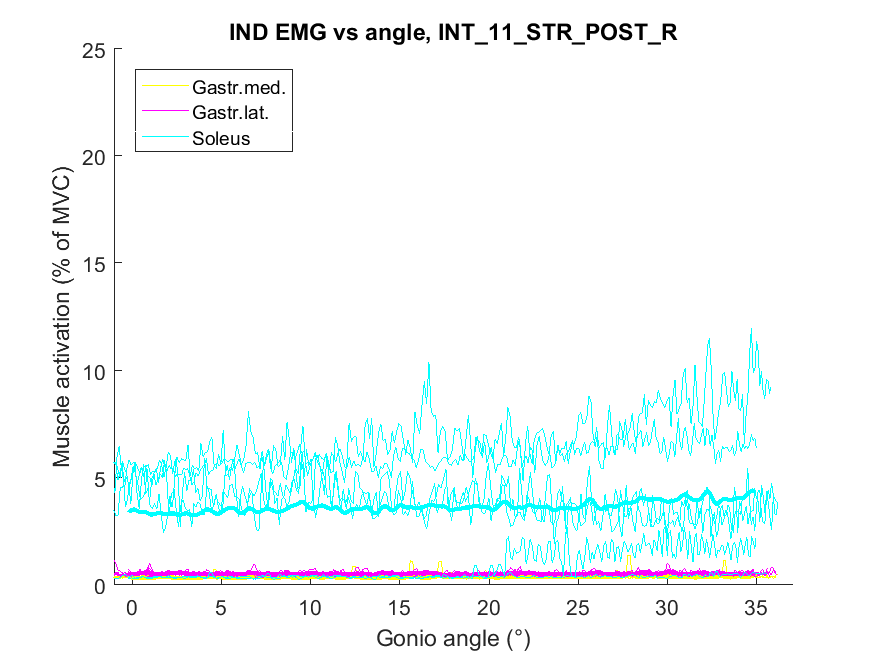 IND EMG vs angle, INT_11_STR_POST_R
25
20
15
10
5
0
Muscle activation (% of MVC)
Gastr.med.
Gastr.lat.
Soleus
0 5 10 15 20 25 30 35
Gonio angle (°)